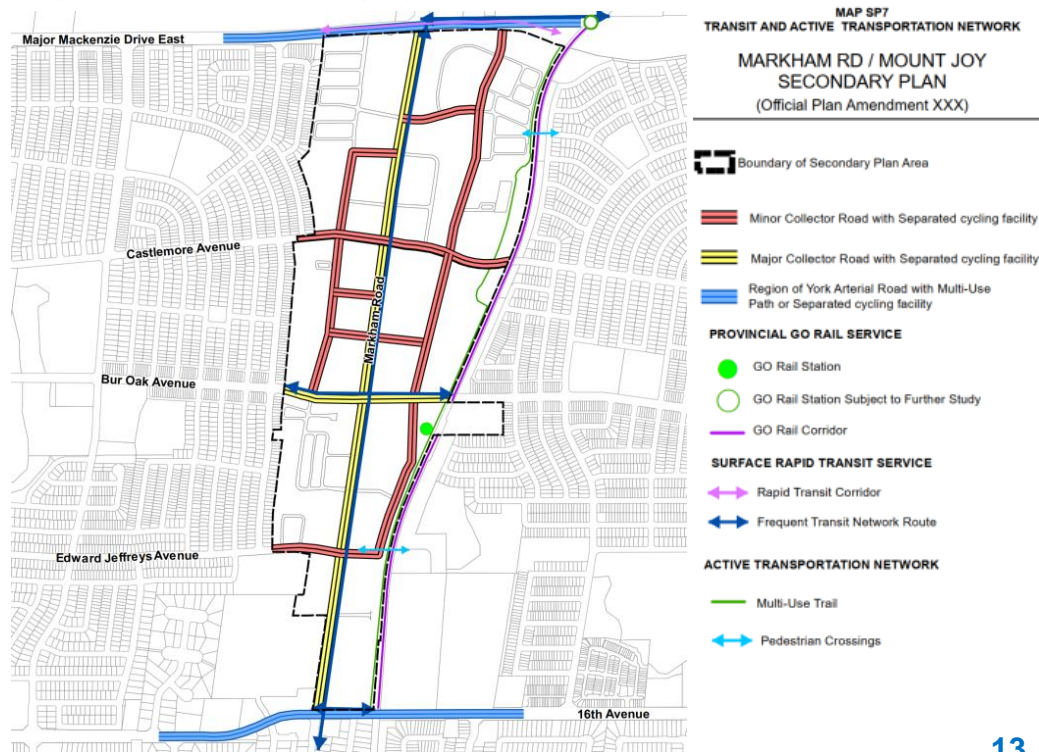 MAP SP7
TRANSIT AND ACTIVE TRANSPORTATION NETWORK
MARKHAM RD / MOUNT JOY
SECONDARY PLAN
(Official Plan Amendment XXX)
Boundary of Secondary Plan Area
Minor Collector Road with Separated cycling facility
Major Collector Road with Separated cycling facility
Region of York Arterial Road with Multi-Use
Path or Separated cycling facility
PROVINCIAL GO RAIL SERVICE
GO Rail Station
GO Rail Station Subject to Further Study
GO Rail Corridor
SURFACE RAPID TRANSIT SERVICE
Rapid Transit Corridor
Frequent Transit Network Route
ACTIVE TRANSPORTATION NETWORK
Multi-Use Trail
Pedestrian Crossings
Major Mackenzie Drive East
Castlemore Avenue
Markham Road
Bur Oak Avenue
Edward Jeffreys Avenue
16th Avenue
13